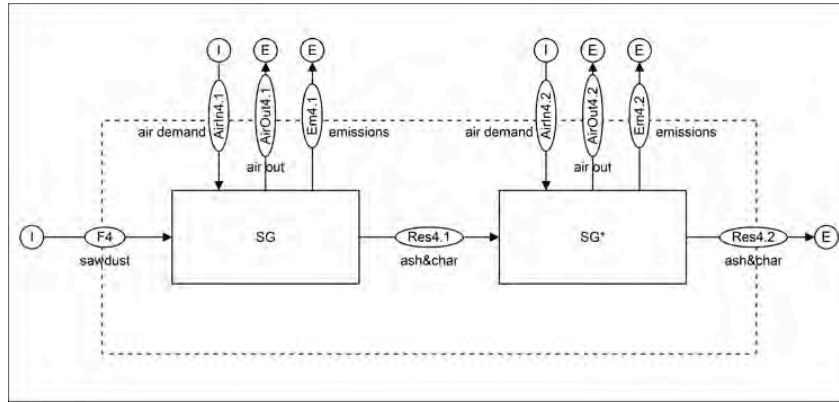 I E E I E E
AirIn4.1 AirOut4.1 Em4.1 AirIn4.2 AirOut4.2 Em4.2
air demand emissions air demand emissions
air out air out
I F4 SG Res4.1 SG* Res4.2 E
sawdust ash&char ash&char